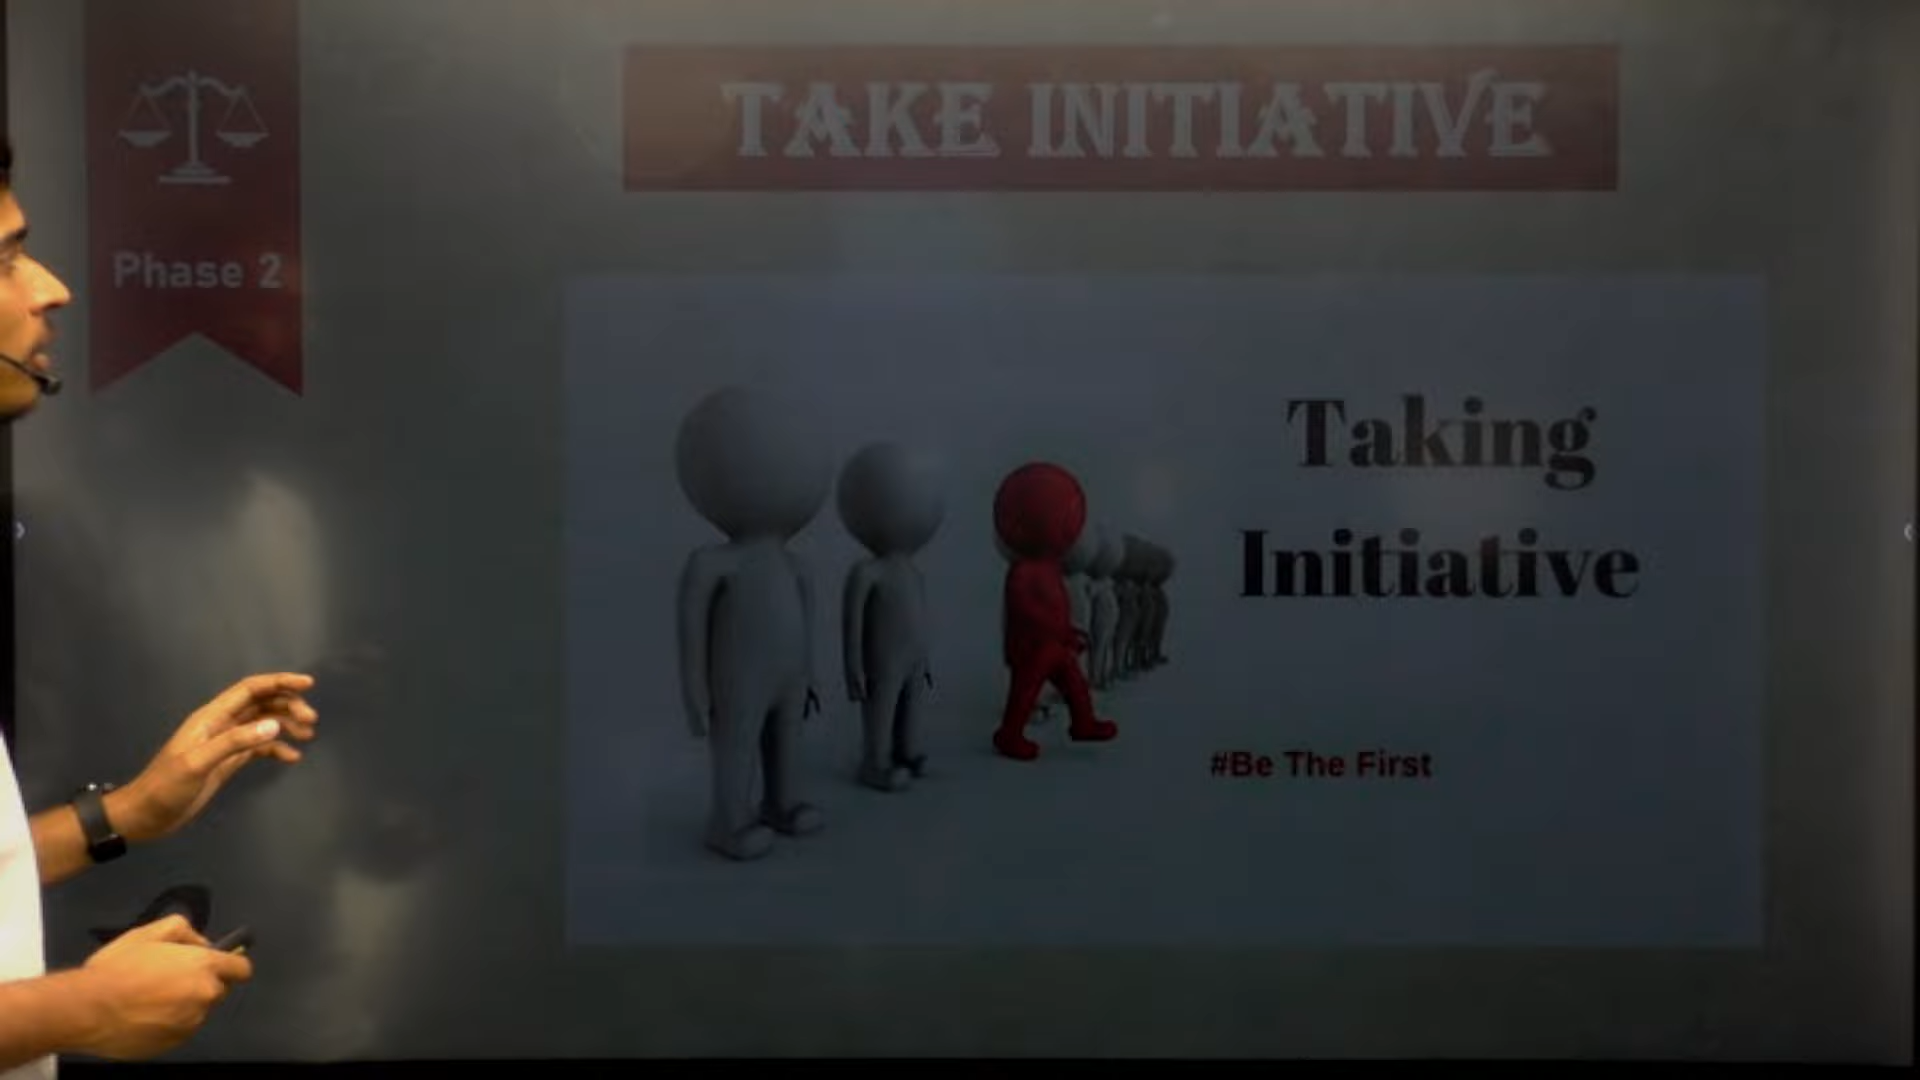 TAKE INITIATIVE
Phase 2
Taking
Initiative
#Be The First